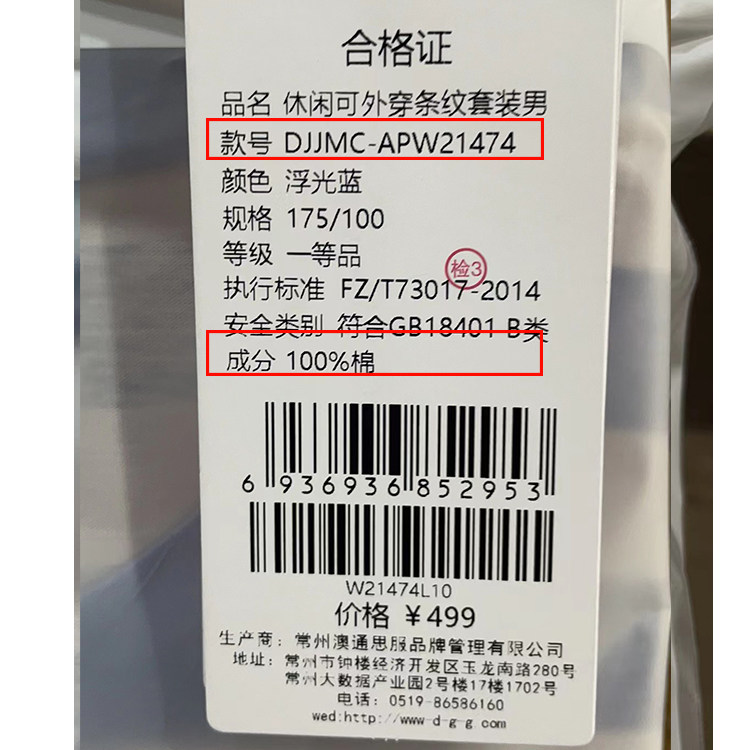 合格证
品名 休闲可外穿条纹套装男
款号 DJJMC-APW21474
颜色 浮光蓝
规格 175/100
等级 一等品
检3
执行标准 FZ/T73017-2014
安全类别 符合GB18401 B类
成分 100%棉
6 936936 852953
W21474L10
价格 ￥499
生产商：常州澳通思服品牌管理有限公司
地址：常州市钟楼经济开发区玉龙南路280号
常州大数据产业园2号楼17楼1702号
电话：0519-86586160
wed:http://www-d-g-g com/